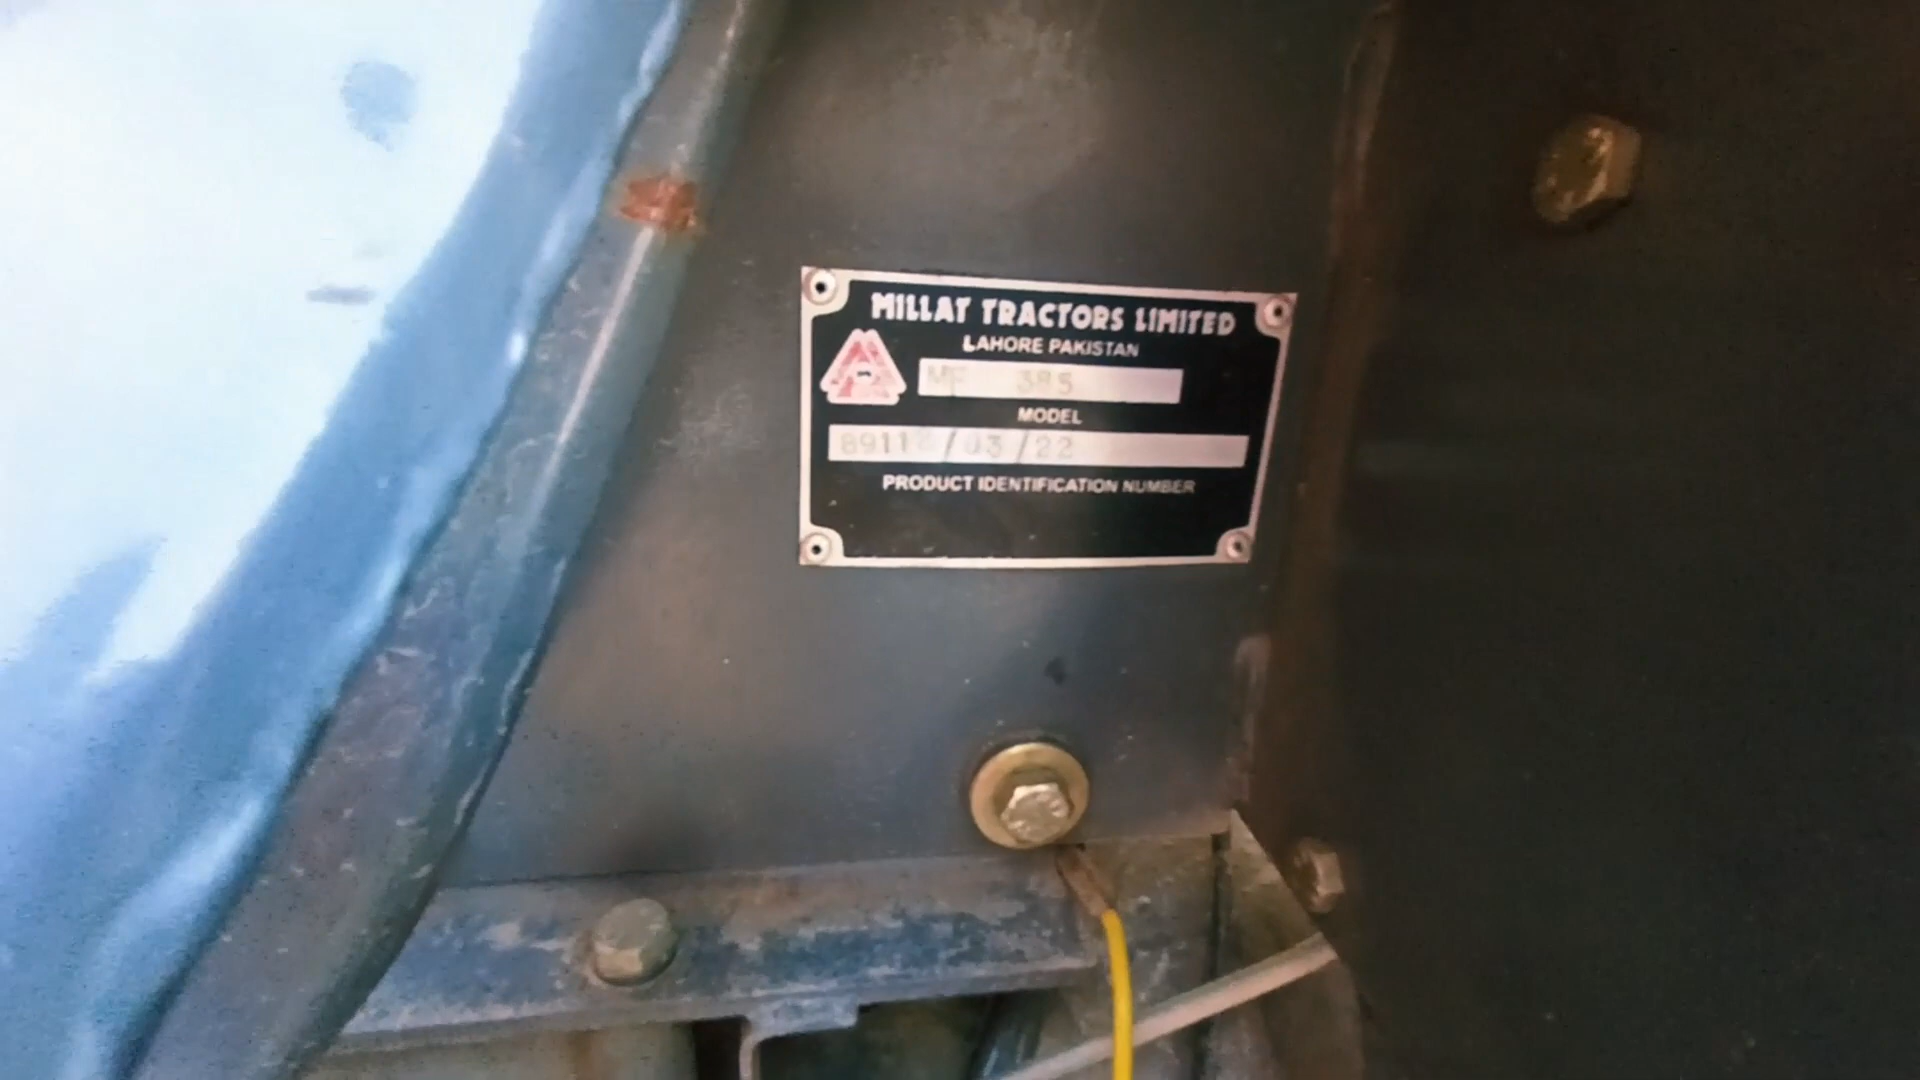 MILLAT TRACTORS LIMITED
LAHORE PAKISTAN
MF 385
MODEL
/03/22
PRODUCT IDENTIFICATION NUMBER